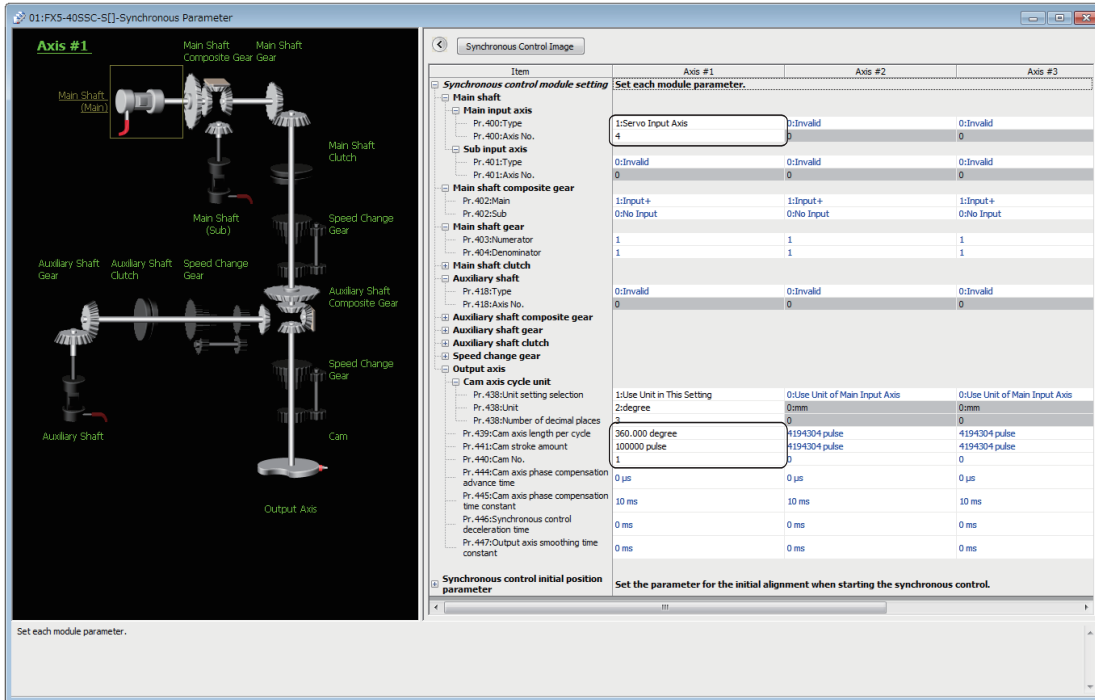 01:FX5-40SSC-S[]-Synchronous Parameter
Axis #1
Main Shaft
Composite Gear
Main Shaft
Gear
Main Shaft
(Main)
Main Shaft
Clutch
Main Shaft
(Sub)
Speed Change
Gear
Auxiliary Shaft
Gear
Auxiliary Shaft
Clutch
Speed Change
Gear
Auxiliary Shaft
Composite Gear
Speed Change
Gear
Auxiliary Shaft
Cam
Output Axis
Synchronous Control Image
Item Axis #1 Axis #2 Axis #3
Synchronous control module setting Set each module parameter.
Main shaft
Main input axis
Pr.400:Type 1:Servo Input Axis 0:Invalid 0:Invalid
Pr.400:Axis No. 4 0 0
Sub input axis
Pr.401:Type 0:Invalid 0:Invalid 0:Invalid
Pr.401:Axis No. 0 0 0
Main shaft composite gear
Pr.402:Main 1:Input+ 1:Input+ 1:Input+
Pr.402:Sub 0:No Input 0:No Input 0:No Input
Main shaft gear
Pr.403:Numerator 1 1 1
Pr.404:Denominator 1 1 1
Main shaft clutch
Auxiliary shaft
Pr.418:Type 0:Invalid 0:Invalid 0:Invalid
Pr.418:Axis No. 0 0 0
Auxiliary shaft composite gear
Auxiliary shaft gear
Auxiliary shaft clutch
Speed change gear
Output axis
Cam axis cycle unit
Pr.438:Unit setting selection 1:Use Unit in This Setting 0:Use Unit of Main Input Axis 0:Use Unit of Main Input Axis
Pr.438:Unit 2:degree 0:mm 0:mm
Pr.438:Number of decimal places 3 0 0
Pr.439:Cam axis length per cycle 360.000 degree 4194304 pulse 4194304 pulse
Pr.441:Cam stroke amount 100000 pulse 4194304 pulse 4194304 pulse
Pr.440:Cam No. 1 0 0
Pr.444:Cam axis phase compensation
advance time 0 µs 0 µs 0 µs
Pr.445:Cam axis phase compensation
time constant 10 ms 10 ms 10 ms
Pr.446:Synchronous control
deceleration time 0 ms 0 ms 0 ms
Pr.447:Output axis smoothing time
constant 0 ms 0 ms 0 ms
Synchronous control initial position
parameter Set the parameter for the initial alignment when starting the synchronous control.
Set each module parameter.